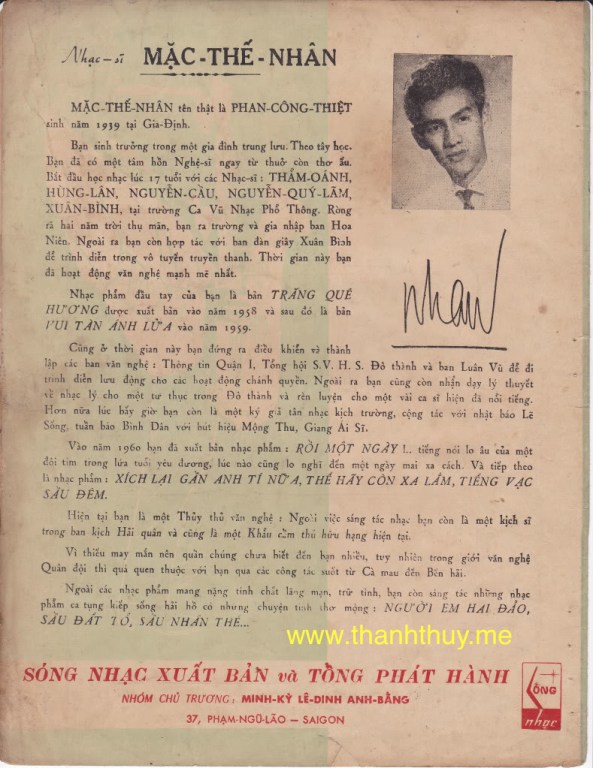 Nhạc-sĩ MẶC-THẾ-NHÂN
MẶC-THẾ-NHÂN tên thật là PHAN-CÔNG-THIỆT
sinh năm 1939 tại Gia-Định.
Bạn sinh trưởng trong một gia đình trung lưu. Theo tây học.
Bạn đã có một tâm hồn Nghệ-sĩ ngay từ thuở còn thơ ấu.
Bắt đầu học nhạc lúc 17 tuổi với các Nhạc-sĩ : THẨM-OÁNH,
HÙNG-LÂN, NGUYỄN-CẦU, NGUYỄN-QUÝ-LÃM,
XUÂN-BÌNH, tại trường Ca Vũ Nhạc Phổ Thông. Ròng
rã hai năm trời thụ mãn, bạn ra trường và gia nhập ban Hoa
Niên. Ngoài ra bạn còn hợp tác với ban đàn giây Xuân Bình
để trình diễn trong vô tuyến truyền thanh. Thời gian này bạn
đã hoạt động văn nghệ mạnh mẽ nhất.
Nhạc phẩm đầu tay của bạn là bản TRĂNG QUÊ
HƯƠNG được xuất bản vào năm 1958 và sau đó là bản
VUI TÀN ÁNH LỬA vào năm 1959.
Cũng ở thời gian này bạn đứng ra điều khiển và thành
lập các ban văn nghệ : Thông tin Quận I, Tổng hội S.V. H.S. Đô thành và ban Luân Vũ để đi
trình diễn lưu động cho các hoạt động chánh quyền. Ngoài ra bạn cũng còn nhận dạy lý thuyết
về nhạc lý cho một tư thục trong Đô thành và rèn luyện cho một vài ca sĩ hiện đã nổi tiếng.
Hơn nữa lúc bấy giờ bạn còn là một ký giả tân nhạc kịch trường, cộng tác với nhật báo Lẽ
Sống, tuần báo Bình Dân với bút hiệu Mộng Thu, Giang Ái Sĩ.
Vào năm 1960 bạn đã xuất bản nhạc phẩm : RỒI MỘT NGÀY !.. tiếng nói lo âu của một
đôi tim trong lứa tuổi yêu đương, lúc nào cũng lo nghĩ đến một ngày mai xa cách. Và tiếp theo
là nhạc phẩm : XÍCH LẠI GẦN ANH TÍ NỮA, THẾ HÃY CÒN XA LẮM, TIẾNG VẠC
SẦU ĐÊM.
Hiện tại bạn là một Thủy thủ văn nghệ : Ngoài việc sáng tác nhạc bạn còn là một kịch sĩ
trong ban kịch Hải quân và cũng là một Khẩu cầm thủ hữu hạng hiện tại.
Vì thiếu may mắn nên quần chúng chưa biết đến bạn nhiều, tuy nhiên trong giới văn nghệ
Quân đội thì quá quen thuộc với bạn qua các công tác suốt từ Cà mau đến Bến hải.
Ngoài các nhạc phẩm mang nặng tính chất lãng mạn, trữ tình, bạn còn sáng tác những nhạc
phẩm ca tụng kiếp sống hải hồ có những chuyện tình thơ mộng : NGƯỜI EM HẢI ĐẢO,
SẦU ĐẤT TỔ, SẦU NHÂN THẾ...
nhân
www.thanhthuy.me
SÓNG NHẠC XUẤT BẢN và TỔNG PHÁT HÀNH
NHÓM CHỦ TRƯƠNG : MINH-KỲ LÊ-DINH ANH-BẰNG
37, PHẠM-NGŨ-LÃO — SAIGON
SÓNG
nhạc